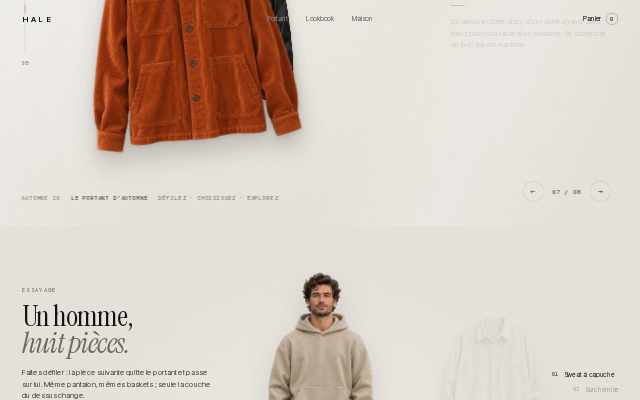 HALE
Portant
Lookbook
Maison
Panier 0
08
AUTOMNE 26 LE PORTANT D'AUTOMNE DÉFILEZ · CHOISISSEZ · EXPLOREZ
← 07 / 08 →
ESSAYAGE
Un homme,
huit pièces.
Faites défiler : la pièce suivante quitte le portant et passe
sur lui. Même pantalon, mêmes baskets ; seule la couche
du dessus change.
01 Sweat à capuche
02 Surchemise